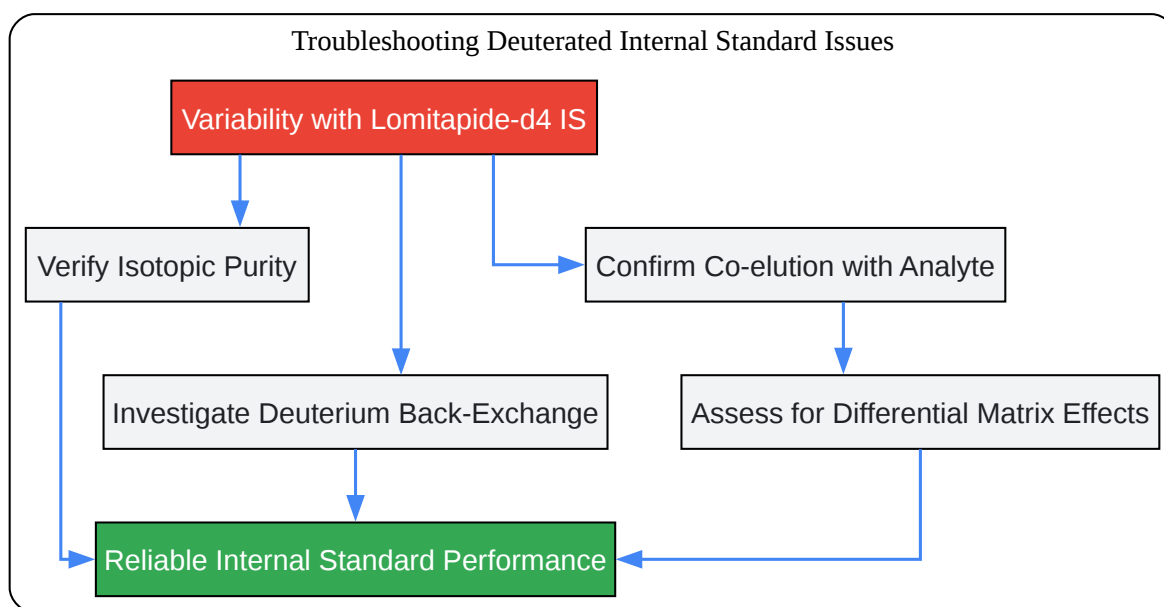 Troubleshooting Deuterated Internal Standard Issues
Variability with Lomitapide-d4 IS
Verify Isotopic Purity
Confirm Co-elution with Analyte
Investigate Deuterium Back-Exchange
Assess for Differential Matrix Effects
Reliable Internal Standard Performance